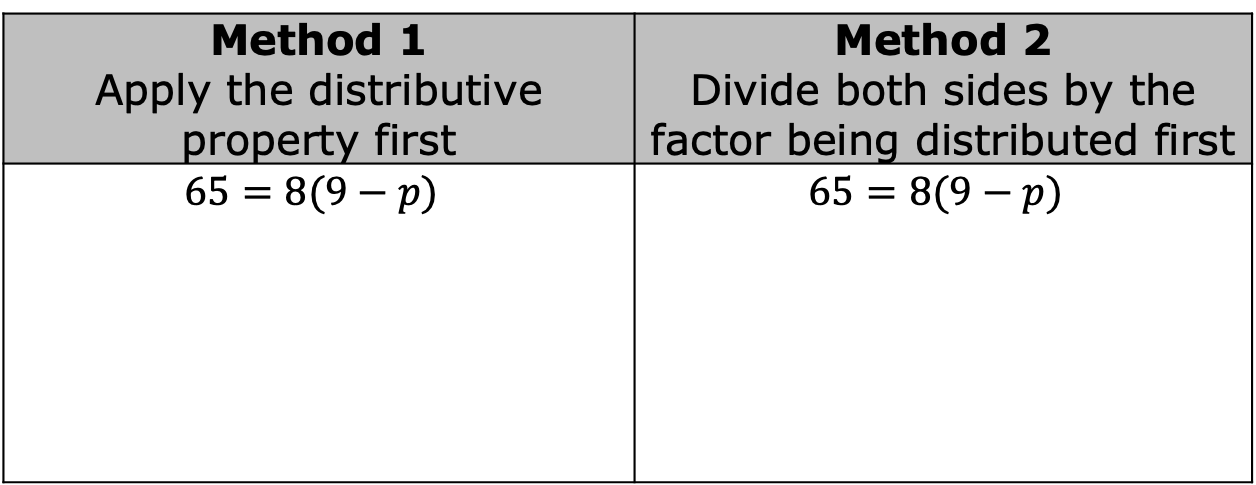 Method 1
Apply the distributive
property first
Method 2
Divide both sides by the
factor being distributed first
65 = 8(9 − p)
65 = 8(9 − p)